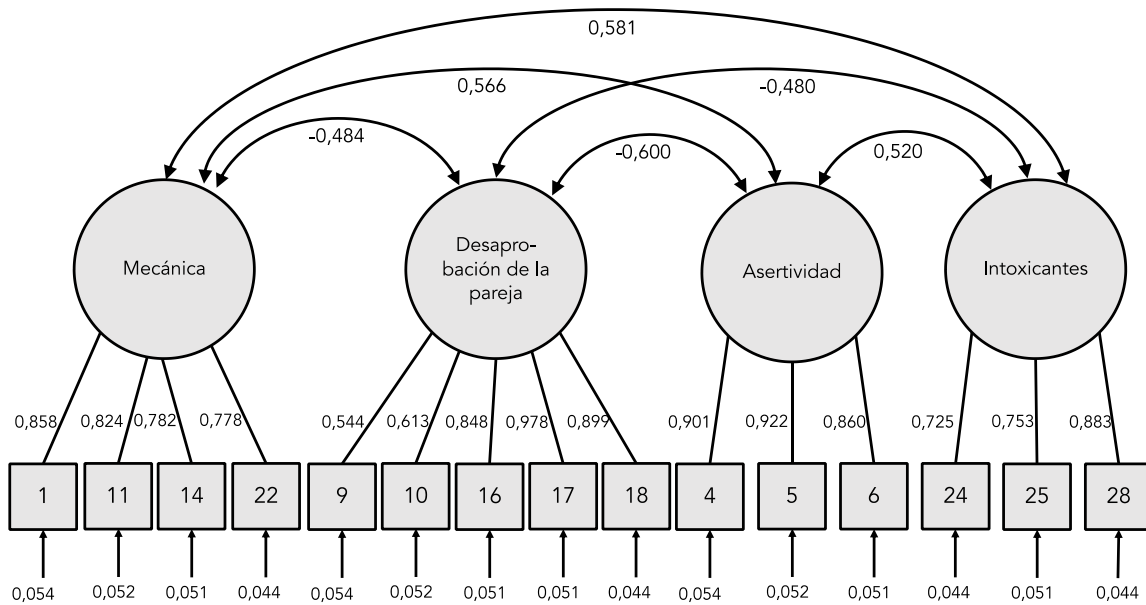 0,581
0,566
-0,480
-0,484
-0,600
0,520
Mecánica
Desapro-
bación de la
pareja
Asertividad
Intoxicantes
0,858 0,824 0,782 0,778 0,544 0,613 0,848 0,978 0,899 0,901 0,922 0,860 0,725 0,753 0,883
1 11 14 22 9 10 16 17 18 4 5 6 24 25 28
0,054 0,052 0,051 0,044 0,054 0,052 0,051 0,051 0,044 0,054 0,052 0,051 0,044 0,051 0,044